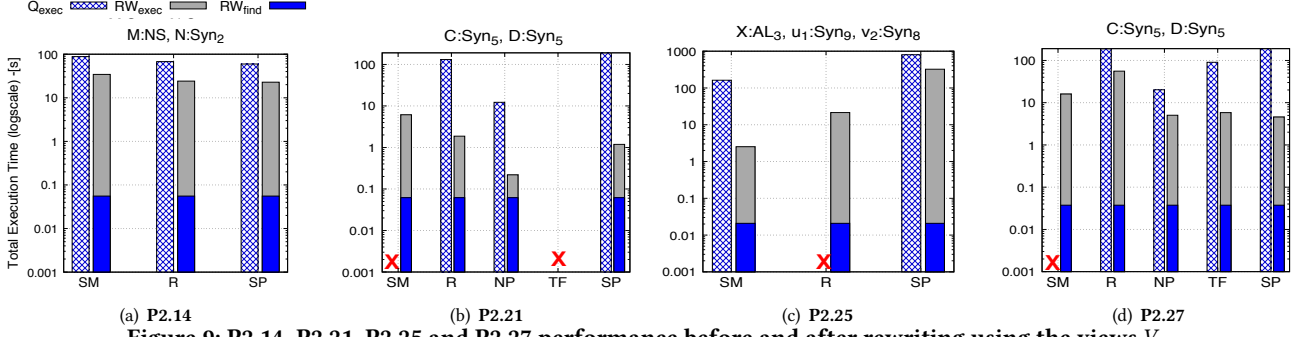 Qexec RWexec RWfind
M:NS, N:Syn2
Total Execution Time (logscale) -[s]
100
10
1
0.1
0.01
0.001
SM R SP
(a) P2.14
C:Syn5, D:Syn5
100
10
1
0.1
0.01
0.001
X
X
SM R NP TF SP
(b) P2.21
X:AL3, u1:Syn9, v2:Syn8
1000
100
10
1
0.1
0.01
0.001
X
SM R SP
(c) P2.25
C:Syn5, D:Syn5
100
10
1
0.1
0.01
0.001
X
SM R NP TF SP
(d) P2.27
Figure 9: P2.14, P2.21, P2.25 and P2.27 performance before and after rewriting using the views V